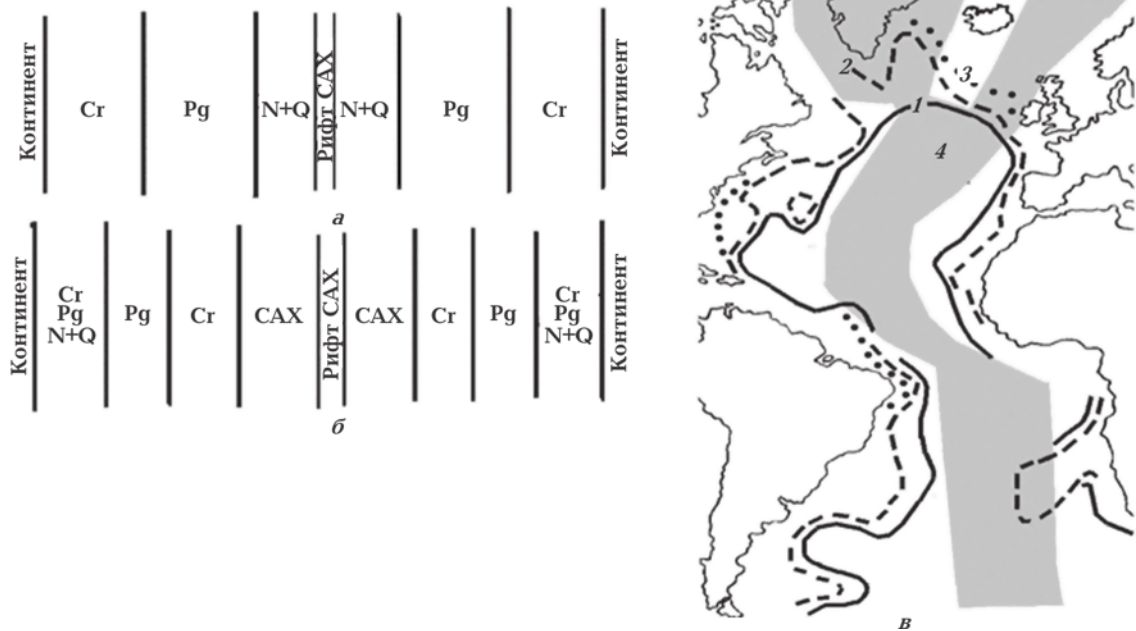 Континент
Cr
Pg
N+Q
Рифт САХ
N+Q
Pg
Cr
Континент
а
Континент
Cr
Pg
N+Q
Pg
Cr
САХ
Рифт САХ
САХ
Cr
Pg
Cr
Pg
N+Q
Континент
б
2
3
1
4
в